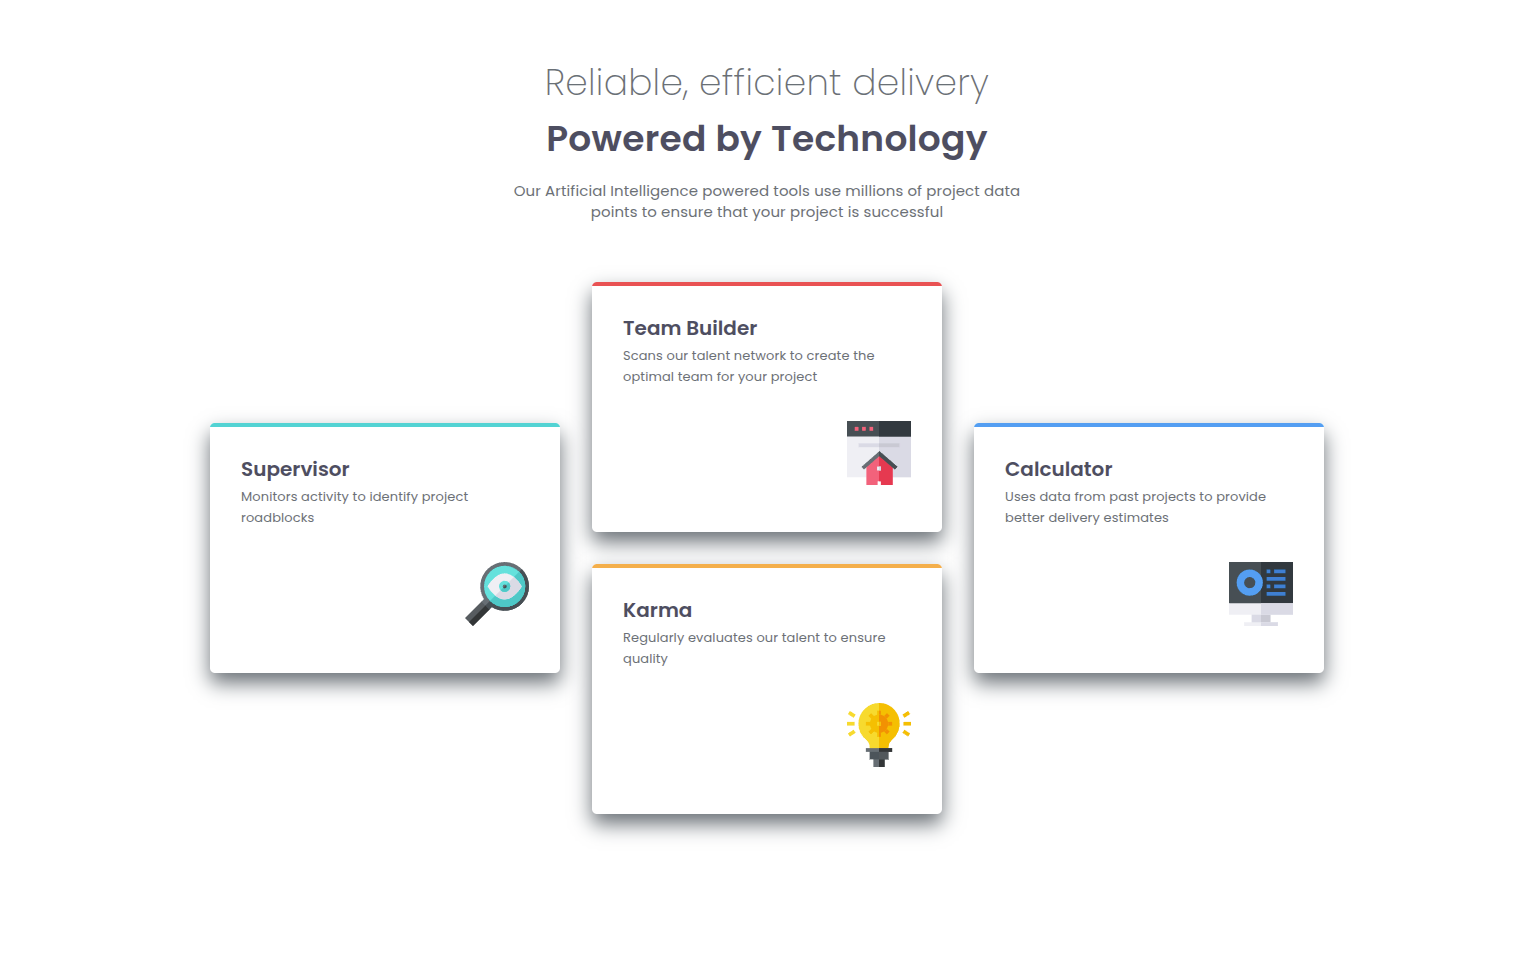 Reliable, efficient delivery
Powered by Technology
Our Artificial Intelligence powered tools use millions of project data
points to ensure that your project is successful
Team Builder
Scans our talent network to create the
optimal team for your project
Supervisor
Monitors activity to identify project
roadblocks
Calculator
Uses data from past projects to provide
better delivery estimates
Karma
Regularly evaluates our talent to ensure
quality